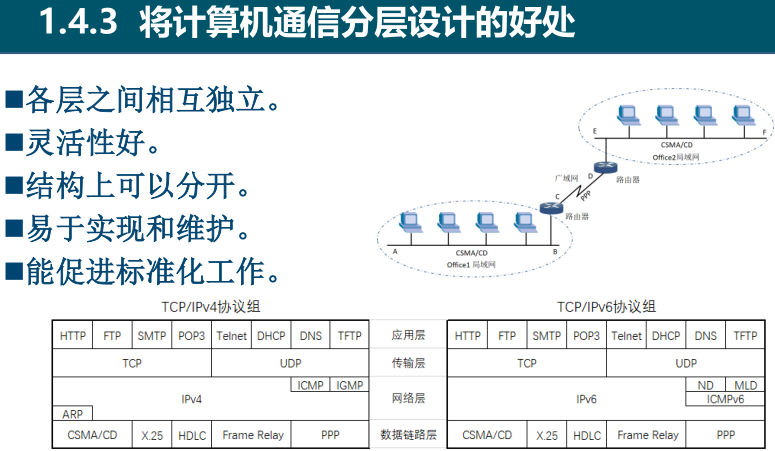 1.4.3 将计算机通信分层设计的好处
■各层之间相互独立。
■灵活性好。
■结构上可以分开。
■易于实现和维护。
■能促进标准化工作。
E F
CSMA/CD
Office2局域网
广域网 D 路由器
C PPP
路由器
A CSMA/CD B
Office1 局域网
TCP/IPv4协议组 TCP/IPv6协议组
HTTP FTP SMTP POP3 Telnet DHCP DNS TFTP 应用层 HTTP FTP SMTP POP3 Telnet DHCP DNS TFTP
TCP UDP 传输层 TCP UDP
ICMP IGMP ND MLD
IPv4 网络层 IPv6 ICMPv6
ARP
CSMA/CD X.25 HDLC Frame Relay PPP 数据链路层 CSMA/CD X.25 HDLC Frame Relay PPP